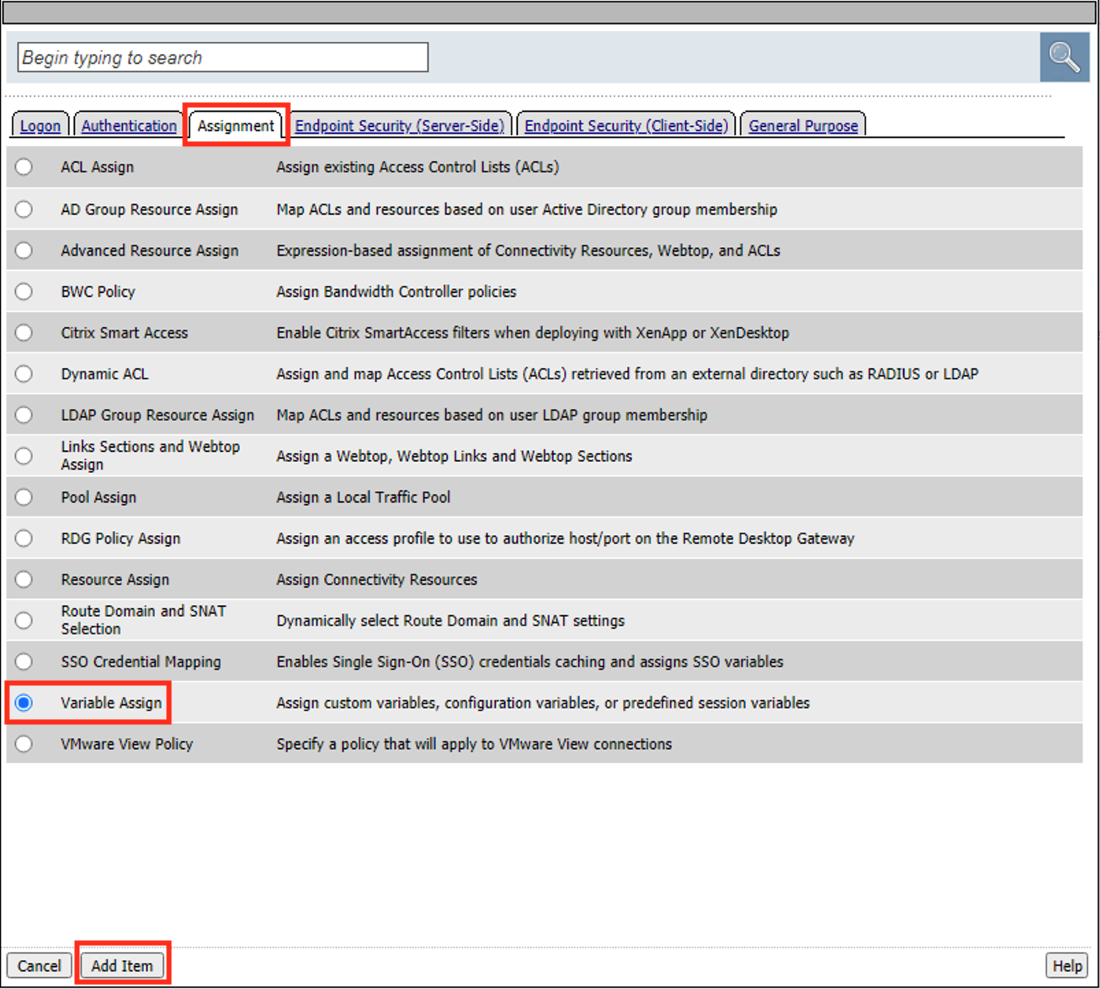 Begin typing to search
Logon Authentication Assignment Endpoint Security (Server-Side) Endpoint Security (Client-Side) General Purpose
ACL Assign Assign existing Access Control Lists (ACLs)
AD Group Resource Assign Map ACLs and resources based on user Active Directory group membership
Advanced Resource Assign Expression-based assignment of Connectivity Resources, Webtop, and ACLs
BWC Policy Assign Bandwidth Controller policies
Citrix Smart Access Enable Citrix SmartAccess filters when deploying with XenApp or XenDesktop
Dynamic ACL Assign and map Access Control Lists (ACLs) retrieved from an external directory such as RADIUS or LDAP
LDAP Group Resource Assign Map ACLs and resources based on user LDAP group membership
Links Sections and Webtop
Assign Assign a Webtop, Webtop Links and Webtop Sections
Pool Assign Assign a Local Traffic Pool
RDG Policy Assign Assign an access profile to use to authorize host/port on the Remote Desktop Gateway
Resource Assign Assign Connectivity Resources
Route Domain and SNAT
Selection Dynamically select Route Domain and SNAT settings
SSO Credential Mapping Enables Single Sign-On (SSO) credentials caching and assigns SSO variables
Variable Assign Assign custom variables, configuration variables, or predefined session variables
VMware View Policy Specify a policy that will apply to VMware View connections
Cancel Add Item Help